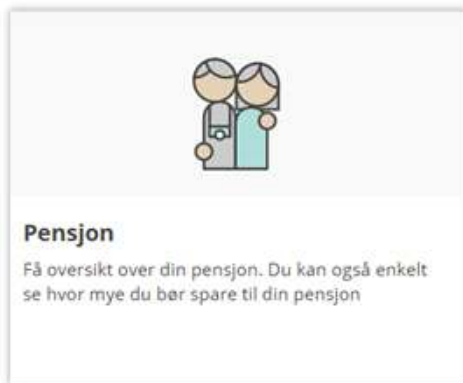 Pensjon
Få oversikt over din pensjon. Du kan også enkelt
se hvor mye du bør spare til din pensjon